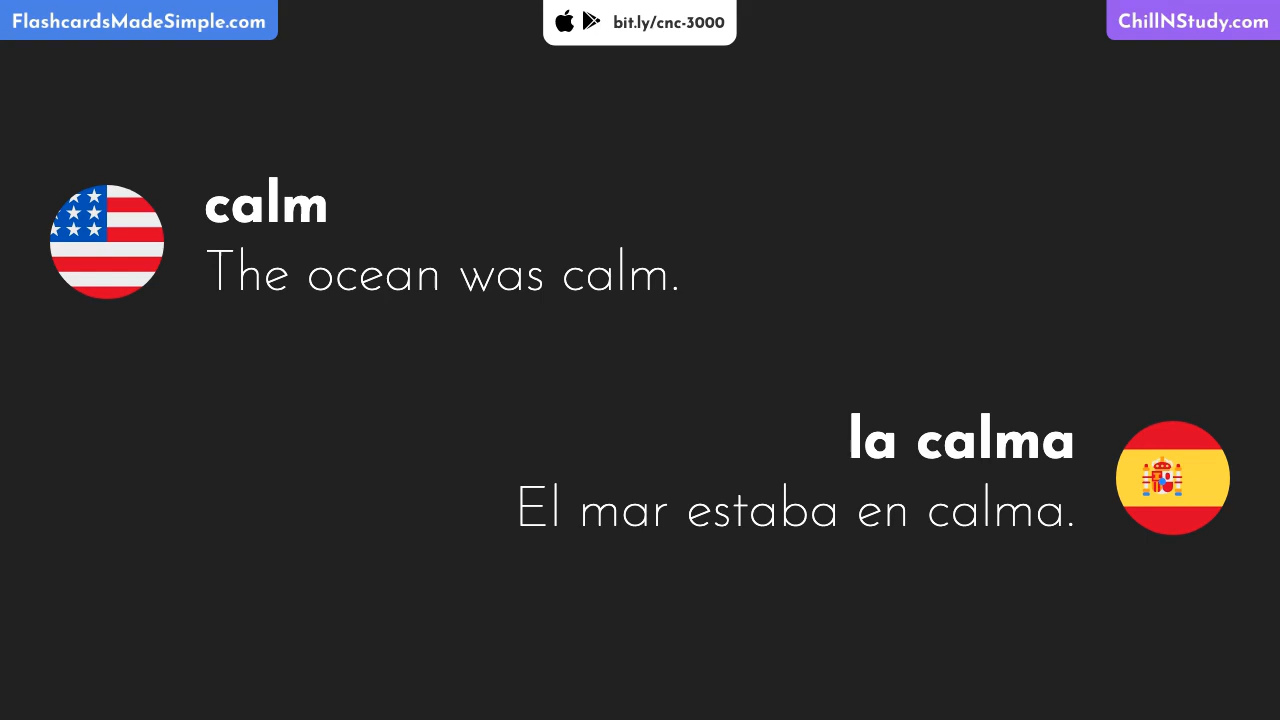 FlashcardsMadeSimple.com
bit.ly/cnc-3000
ChillNStudy.com
calm
The ocean was calm.
la calma
El mar estaba en calma.